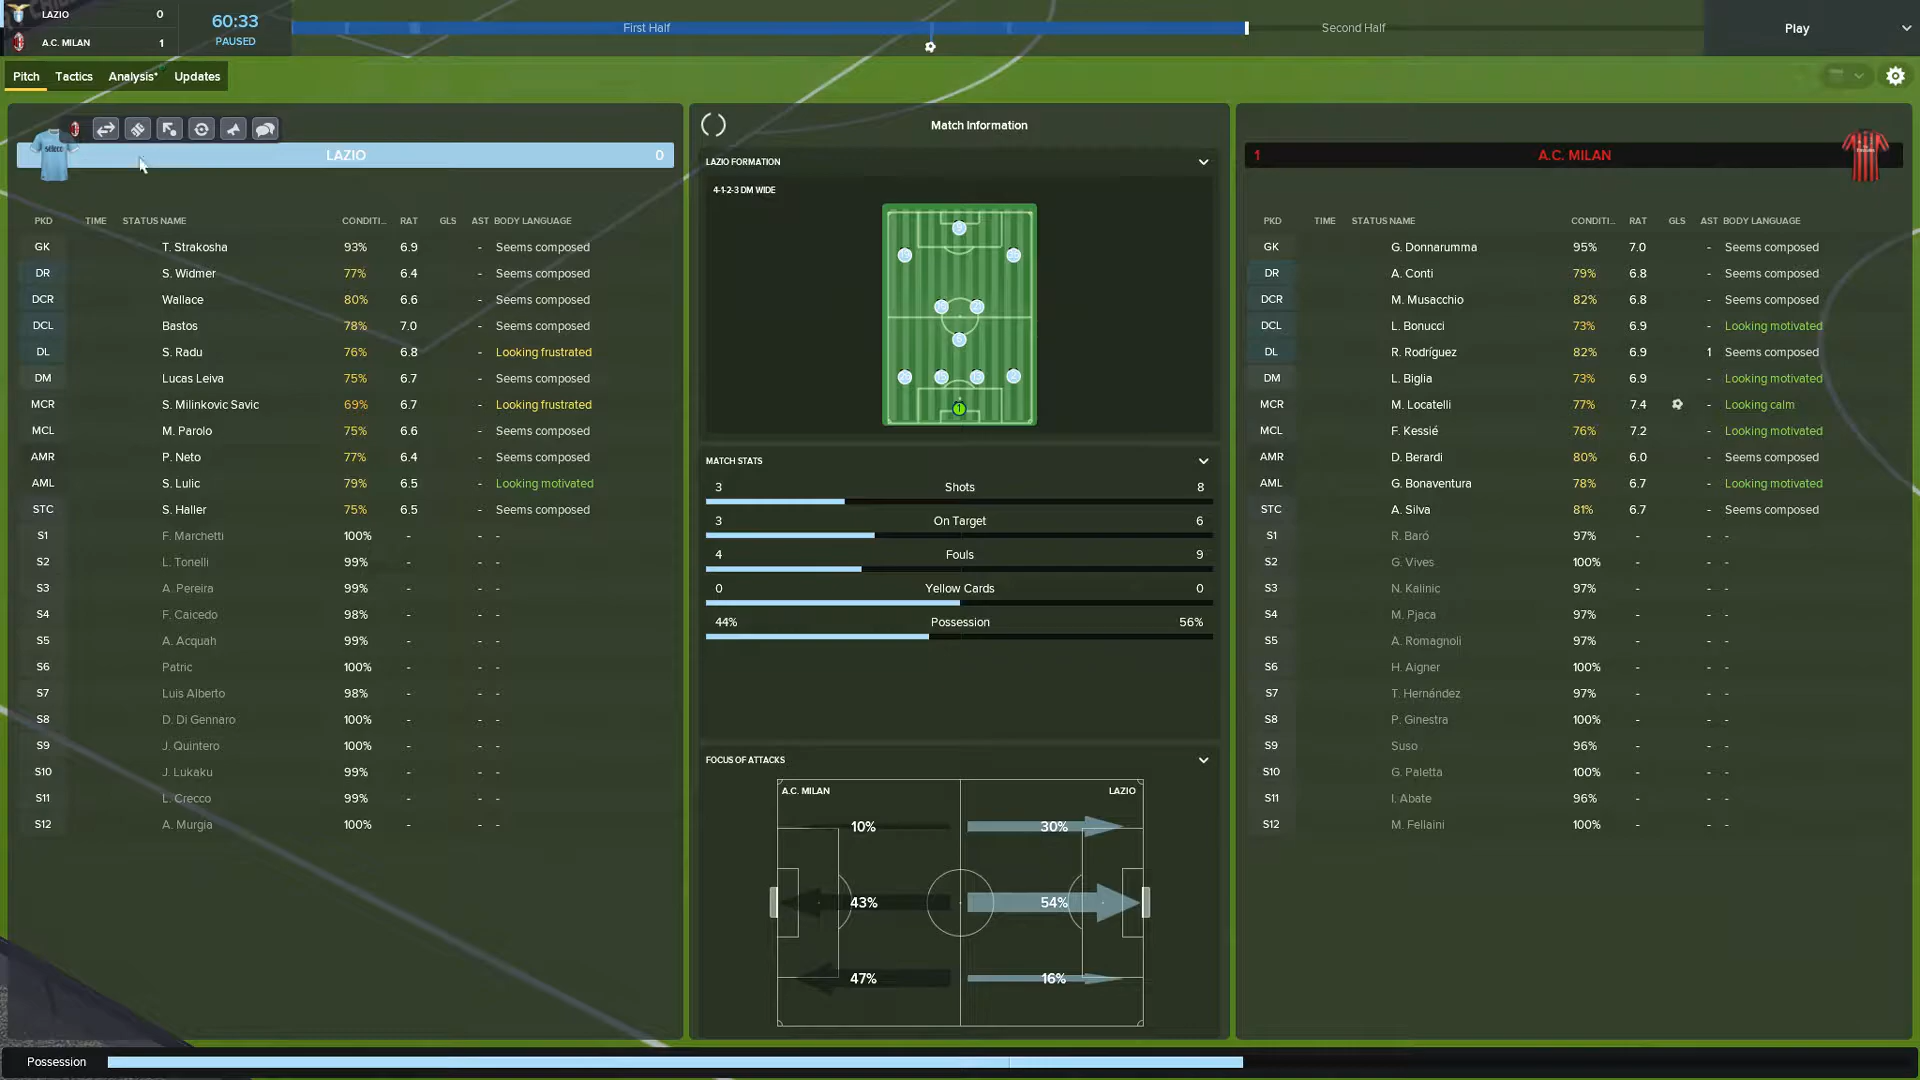 LAZIO 0
A.C. MILAN 1
60:33
PAUSED
First Half
Second Half
Play
Pitch Tactics Analysis* Updates
LAZIO 0
PKD TIME STATUS NAME CONDITI... RAT GLS AST BODY LANGUAGE
GK T. Strakosha 93% 6.9 - Seems composed
DR S. Widmer 77% 6.4 - Seems composed
DCR Wallace 80% 6.6 - Seems composed
DCL Bastos 78% 7.0 - Seems composed
DL S. Radu 76% 6.8 - Looking frustrated
DM Lucas Leiva 75% 6.7 - Seems composed
MCR S. Milinkovic Savic 69% 6.7 - Looking frustrated
MCL M. Parolo 75% 6.6 - Seems composed
AMR P. Neto 77% 6.4 - Seems composed
AML S. Lulic 79% 6.5 - Looking motivated
STC S. Haller 75% 6.5 - Seems composed
S1 F. Marchetti 100% - - -
S2 L. Tonelli 99% - - -
S3 A. Pereira 99% - - -
S4 F. Caicedo 98% - - -
S5 A. Acquah 99% - - -
S6 Patric 100% - - -
S7 Luis Alberto 98% - - -
S8 D. Di Gennaro 100% - - -
S9 J. Quintero 100% - - -
S10 J. Lukaku 99% - - -
S11 L. Crecco 99% - - -
S12 A. Murgia 100% - - -
Match Information
LAZIO FORMATION
4-1-2-3 DM WIDE
MATCH STATS
3 Shots 8
3 On Target 6
4 Fouls 9
0 Yellow Cards 0
44% Possession 56%
FOCUS OF ATTACKS
A.C. MILAN LAZIO
10% 30%
43% 54%
47% 16%
1 A.C. MILAN
PKD TIME STATUS NAME CONDITI... RAT GLS AST BODY LANGUAGE
GK G. Donnarumma 95% 7.0 - Seems composed
DR A. Conti 79% 6.8 - Seems composed
DCR M. Musacchio 82% 6.8 - Seems composed
DCL L. Bonucci 73% 6.9 - Looking motivated
DL R. Rodríguez 82% 6.9 1 Seems composed
DM L. Biglia 73% 6.9 - Looking motivated
MCR M. Locatelli 77% 7.4 - Looking calm
MCL F. Kessié 76% 7.2 - Looking motivated
AMR D. Berardi 80% 6.0 - Seems composed
AML G. Bonaventura 78% 6.7 - Looking motivated
STC A. Silva 81% 6.7 - Seems composed
S1 R. Baró 97% - - -
S2 G. Vives 100% - - -
S3 N. Kalinic 97% - - -
S4 M. Pjaca 97% - - -
S5 A. Romagnoli 97% - - -
S6 H. Aigner 100% - - -
S7 T. Hernández 97% - - -
S8 P. Ginestra 100% - - -
S9 Suso 96% - - -
S10 G. Paletta 100% - - -
S11 I. Abate 96% - - -
S12 M. Fellaini 100% - - -
Possession